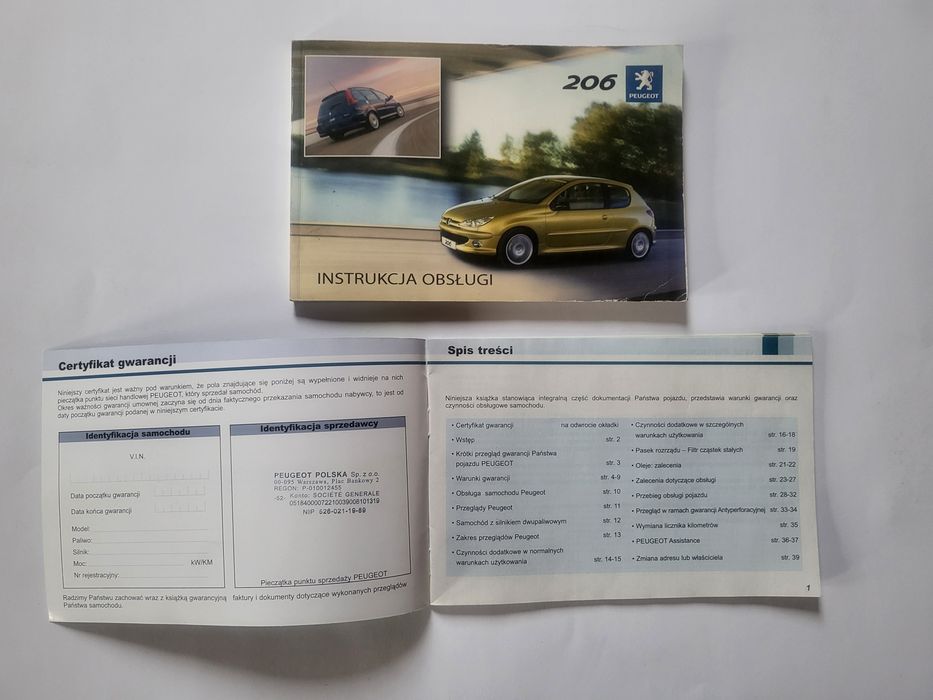 206
PEUGEOT
206
INSTRUKCJA OBSŁUGI
Certyfikat gwarancji
Niniejszy certyfikat jest ważny pod warunkiem, że pola znajdujące się poniżej są wypełnione i widnieje na nich
pieczątka punktu sieci handlowej PEUGEOT, który sprzedał samochód.
Okres ważności gwarancji umownej zaczyna się od dnia faktycznego przekazania samochodu nabywcy, to jest od
daty początku gwarancji podanej w niniejszym certyfikacie.
Identyfikacja samochodu
V.I.N.
Data początku gwarancji
Data końca gwarancji
Model:
Paliwo:
Silnik:
Moc: kW/KM
Nr rejestracyjny:
Identyfikacja sprzedawcy
PEUGEOT POLSKA Sp. z o.o.
00-095 Warszawa, Plac Bankowy 2
REGON: P-010012455
-52- Konto: SOCIETE GENERALE
05184000072210039008101319
NIP 526-021-19-89
Pieczątka punktu sprzedaży PEUGEOT
Radzimy Państwu zachować wraz z książką gwarancyjną faktury i dokumenty dotyczące wykonanych przeglądów
Państwa samochodu.
Spis treści
Niniejsza książka stanowiąca integralną część dokumentacji Państwa pojazdu, przedstawia warunki gwarancji oraz
czynności obsługowe samochodu.
• Certyfikat gwarancji na odwrocie okładki
• Wstęp str. 2
• Krótki przegląd gwarancji Państwa
pojazdu PEUGEOT str. 3
• Warunki gwarancji str. 4-9
• Obsługa samochodu Peugeot str. 10
• Przeglądy Peugeot str. 11
• Samochód z silnikiem dwupaliwowym str. 12
• Zakres przeglądów Peugeot str. 13
• Czynności dodatkowe w normalnych
warunkach użytkowania str. 14-15
• Czynności dodatkowe w szczególnych
warunkach użytkowania str. 16-18
• Pasek rozrządu – Filtr cząstek stałych str. 19
• Oleje: zalecenia str. 21-22
• Zalecenia dotyczące obsługi str. 23-27
• Przebieg obsługi pojazdu str. 28-32
• Przegląd w ramach gwarancji Antyperforacyjnej str. 33-34
• Wymiana licznika kilometrów str. 35
• PEUGEOT Assistance str. 36-37
• Zmiana adresu lub właściciela str. 39
1